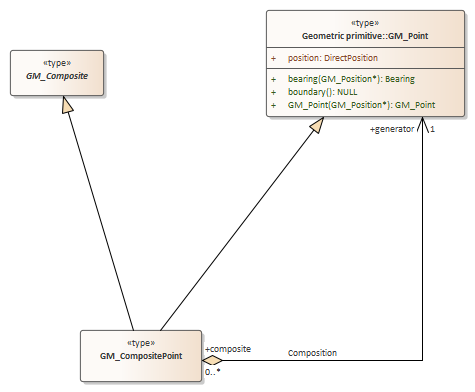 «type»
GM_Composite
«type»
Geometric primitive::GM_Point
+ position: DirectPosition
+ bearing(GM_Position*): Bearing
+ boundary(): NULL
+ GM_Point(GM_Position*): GM_Point
+generator 1
«type»
GM_CompositePoint
+composite
0..*
Composition